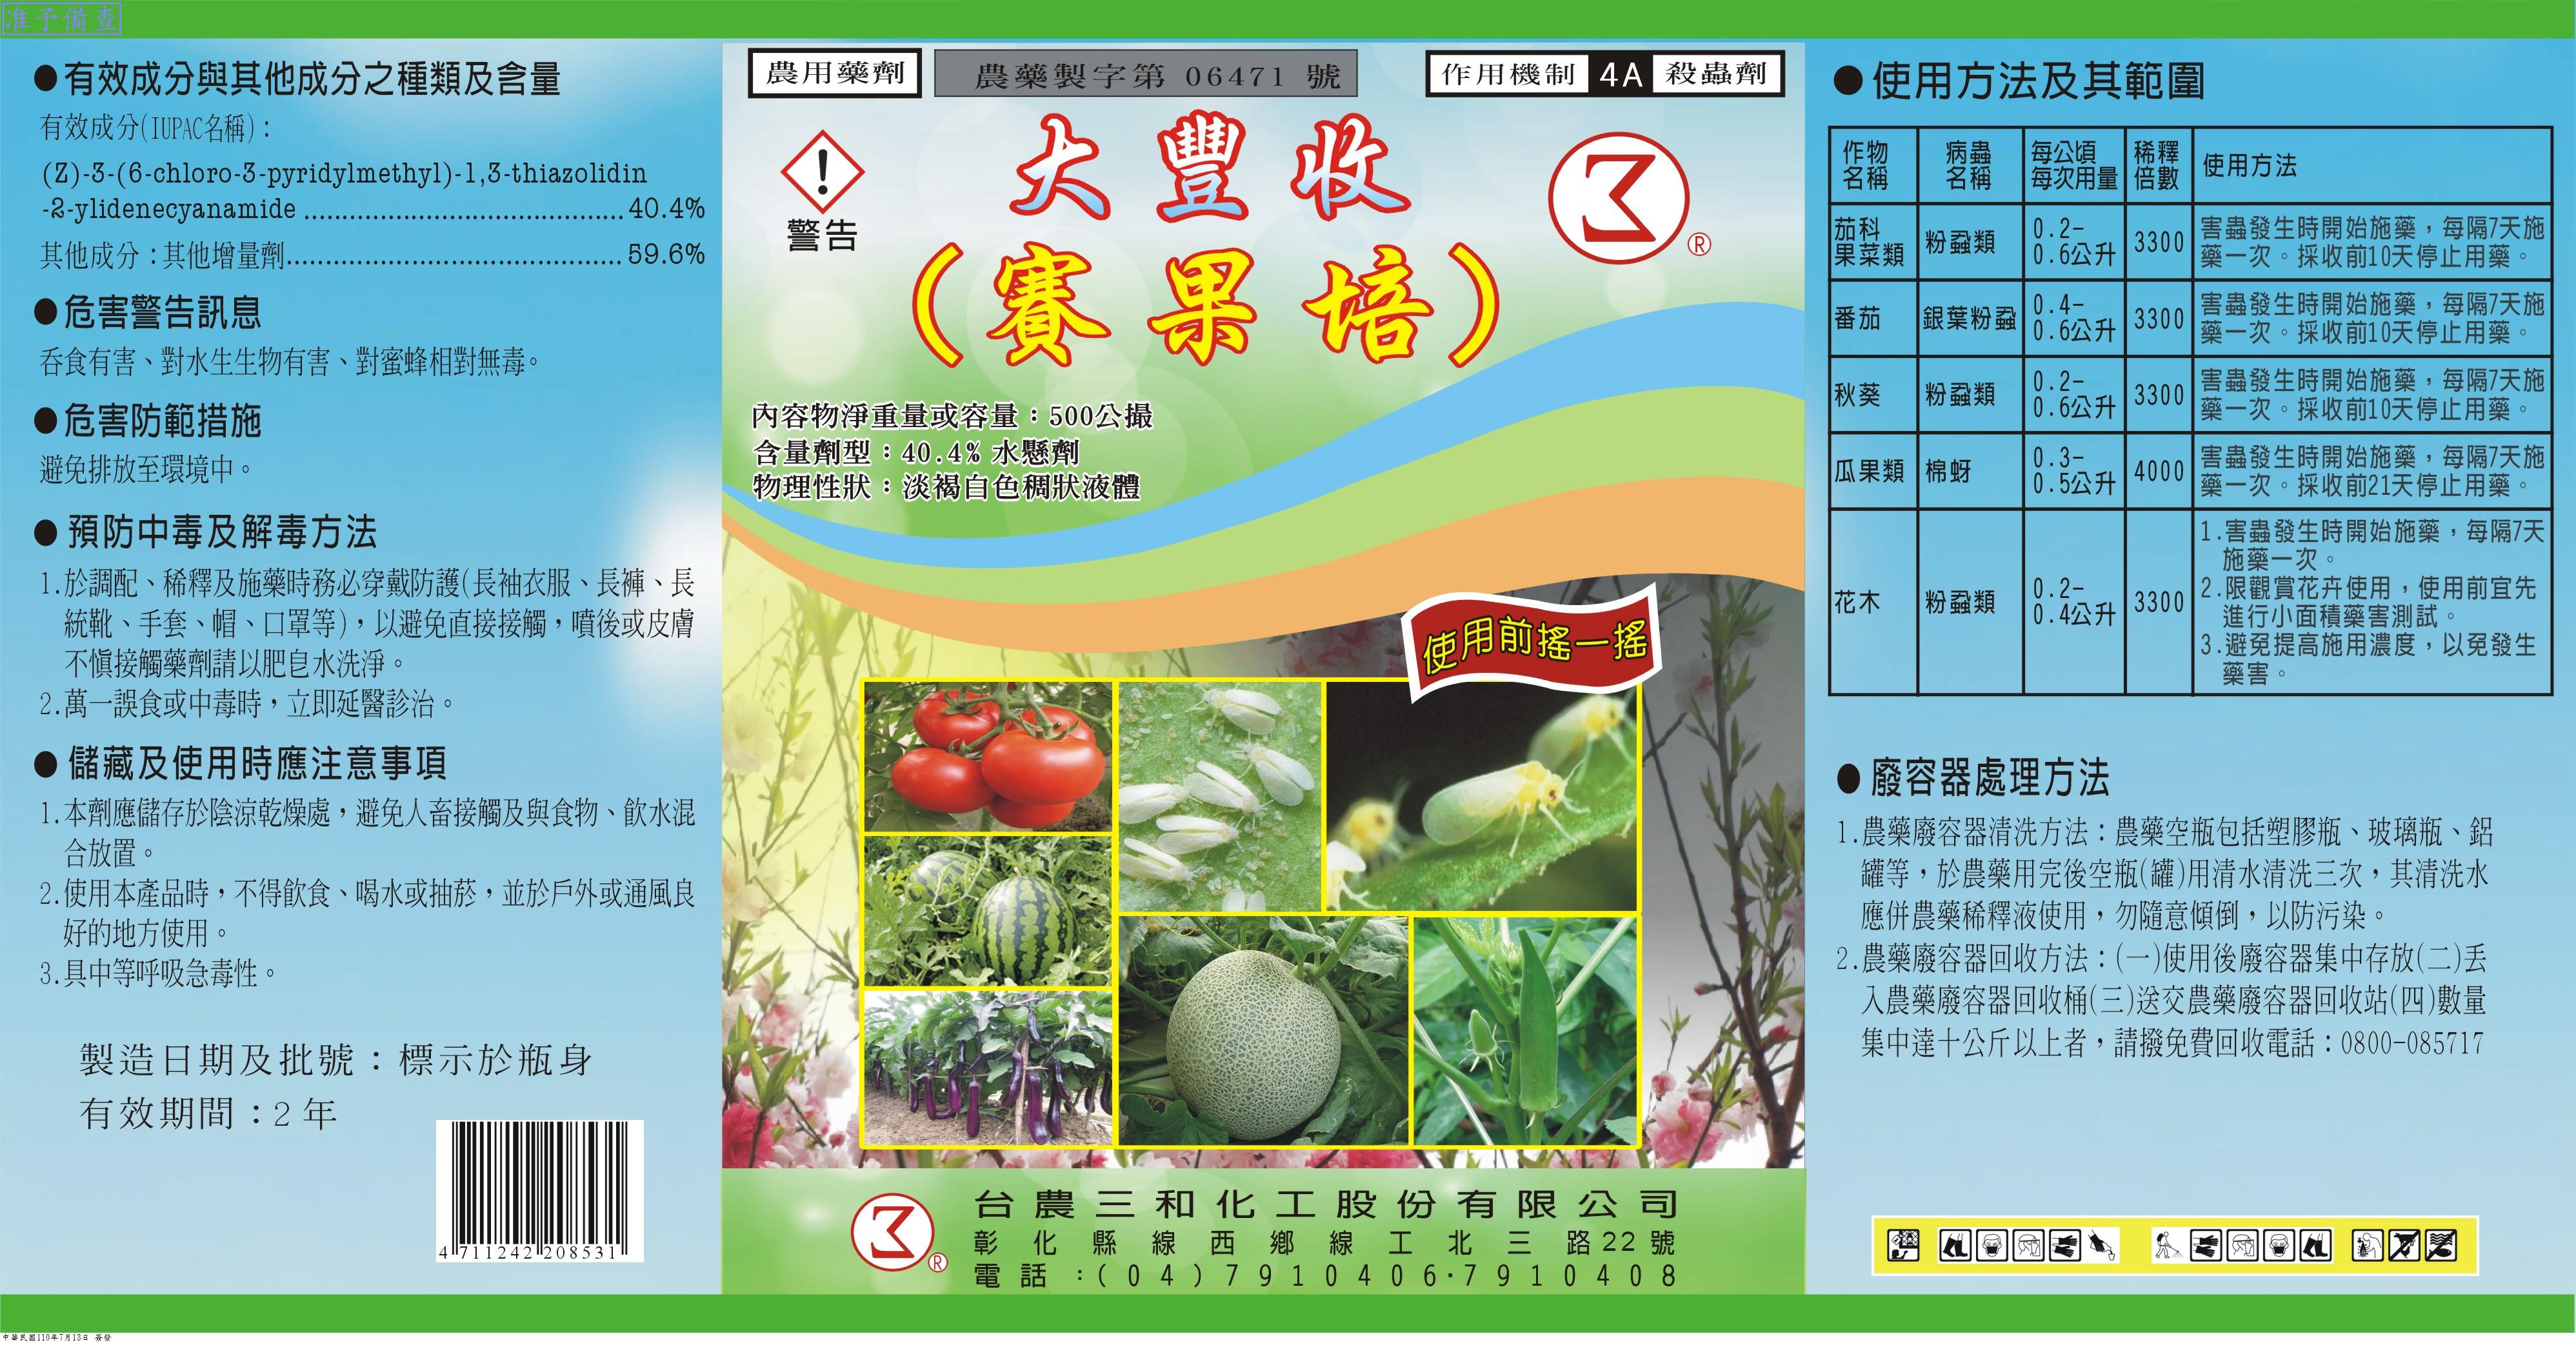 准予備查
●有效成分與其他成分之種類及含量
有效成分(IUPAC名稱)：
(Z)-3-(6-chloro-3-pyridylmethyl)-1,3-thiazolidin
-2-ylidenecyanamide ........................................... 40.4%
其他成分：其他增量劑............................................. 59.6%
●危害警告訊息
吞食有害、對水生生物有害、對蜜蜂相對無毒。
●危害防範措施
避免排放至環境中。
●預防中毒及解毒方法
1.於調配、稀釋及施藥時務必穿戴防護(長袖衣服、長褲、長
統靴、手套、帽、口罩等)，以避免直接接觸，噴後或皮膚
不慎接觸藥劑請以肥皂水洗淨。
2.萬一誤食或中毒時，立即延醫診治。
●儲藏及使用時應注意事項
1.本劑應儲存於陰涼乾燥處，避免人畜接觸及與食物、飲水混
合放置。
2.使用本產品時，不得飲食、喝水或抽菸，並於戶外或通風良
好的地方使用。
3.具中等呼吸急毒性。
製造日期及批號：標示於瓶身
有效期間：2年
4 711242 208531
農用藥劑
農藥製字第 06471 號
作用機制 4A 殺蟲劑
警告
大豐收
®
(賽果培)
內容物淨重量或容量：500公撮
含量劑型：40.4% 水懸劑
物理性狀：淡褐白色稠狀液體
使用前搖一搖
®
台農三和化工股份有限公司
彰化縣線西鄉線工北三路22號
電話：(04)7910406·7910408
●使用方法及其範圍
作物名稱 病蟲名稱 每公頃每次用量 稀釋倍數 使用方法
茄科果菜類 粉蝨類 0.2-0.6公升 3300 害蟲發生時開始施藥，每隔7天施藥一次。採收前10天停止用藥。
番茄 銀葉粉蝨 0.4-0.6公升 3300 害蟲發生時開始施藥，每隔7天施藥一次。採收前10天停止用藥。
秋葵 粉蝨類 0.2-0.6公升 3300 害蟲發生時開始施藥，每隔7天施藥一次。採收前10天停止用藥。
瓜果類 棉蚜 0.3-0.5公升 4000 害蟲發生時開始施藥，每隔7天施藥一次。採收前21天停止用藥。
花木 粉蝨類 0.2-0.4公升 3300 1.害蟲發生時開始施藥，每隔7天
施藥一次。
2.限觀賞花卉使用，使用前宜先
進行小面積藥害測試。
3.避免提高施用濃度，以免發生
藥害。
●廢容器處理方法
1.農藥廢容器清洗方法：農藥空瓶包括塑膠瓶、玻璃瓶、鋁
罐等，於農藥用完後空瓶(罐)用清水清洗三次，其清洗水
應併農藥稀釋液使用，勿隨意傾倒，以防污染。
2.農藥廢容器回收方法：(一)使用後廢容器集中存放(二)丟
入農藥廢容器回收桶(三)送交農藥廢容器回收站(四)數量
集中達十公斤以上者，請撥免費回收電話：0800-085717
中華民國110年7月13日 簽發